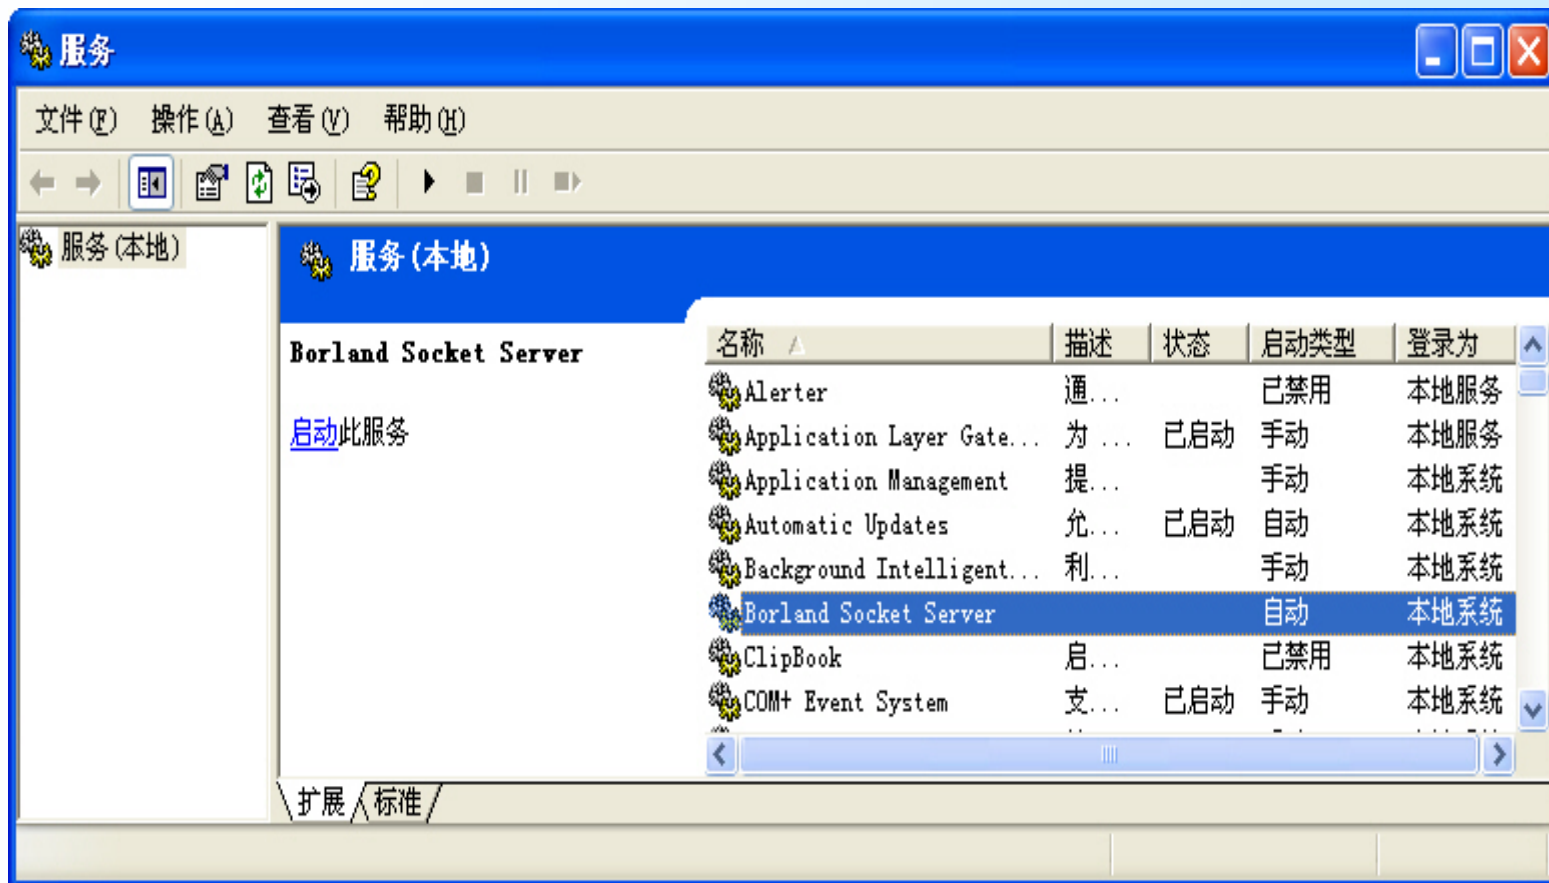 服务
文件(F) 操作(A) 查看(V) 帮助(H)
服务(本地)
服务(本地)
Borland Socket Server
启动此服务
名称 描述 状态 启动类型 登录为
Alerter 通... 已禁用 本地服务
Application Layer Gate... 为 ... 已启动 手动 本地服务
Application Management 提... 手动 本地系统
Automatic Updates 允... 已启动 自动 本地系统
Background Intelligent... 利... 手动 本地系统
Borland Socket Server 自动 本地系统
ClipBook 启... 已禁用 本地系统
COM+ Event System 支... 已启动 手动 本地系统
扩展 标准